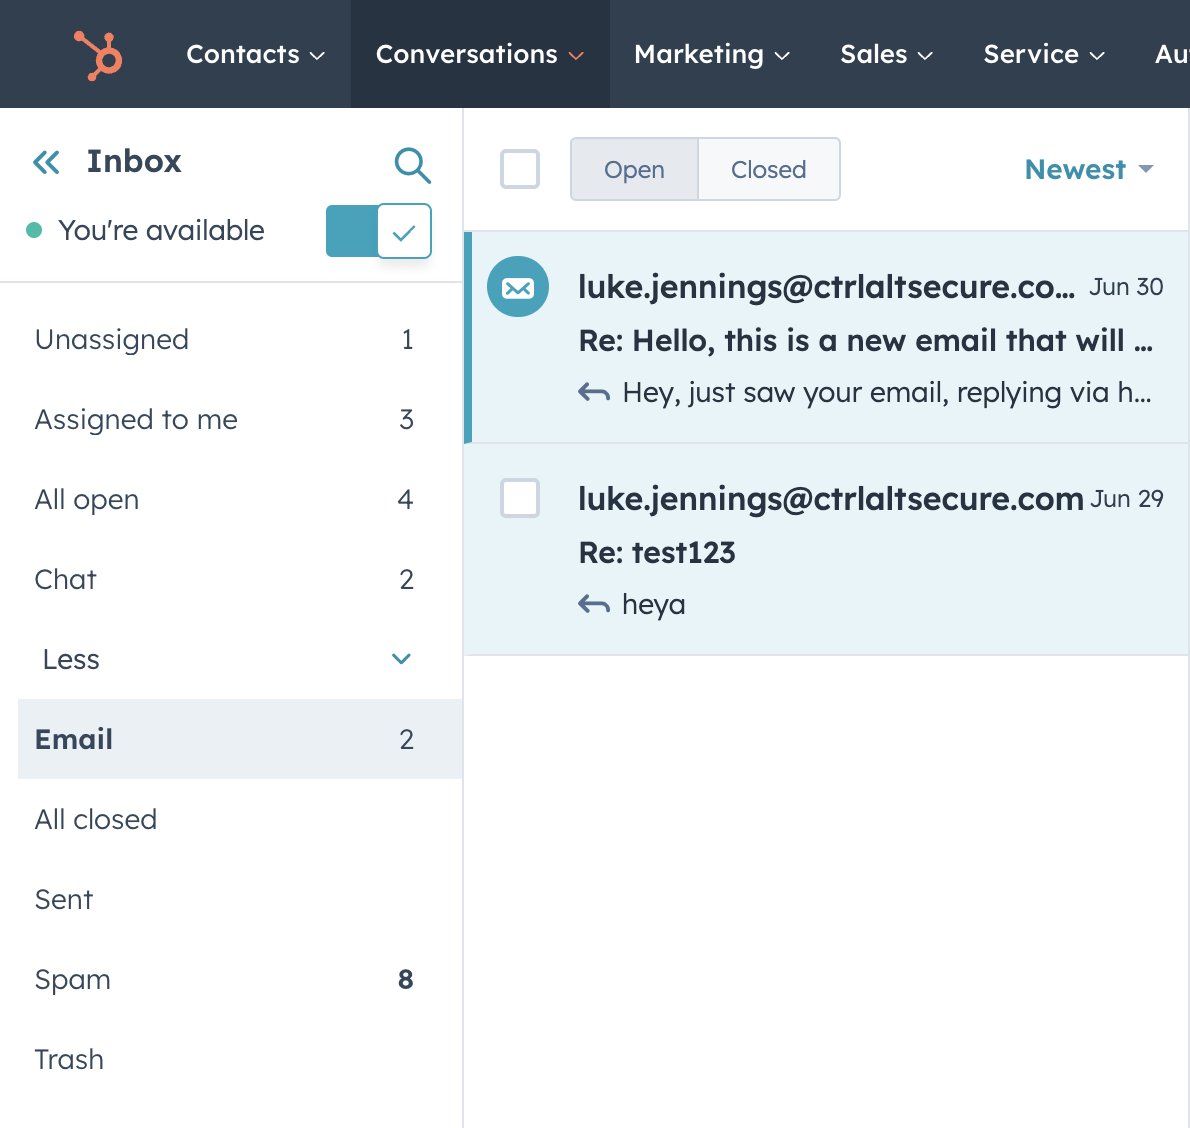 Contacts Conversations Marketing Sales Service Au
Inbox
You're available
Unassigned 1
Assigned to me 3
All open 4
Chat 2
Less
Email 2
All closed
Sent
Spam 8
Trash
Open Closed Newest
luke.jennings@ctrlaltsecure.co... Jun 30
Re: Hello, this is a new email that will ...
Hey, just saw your email, replying via h...
luke.jennings@ctrlaltsecure.com Jun 29
Re: test123
heya